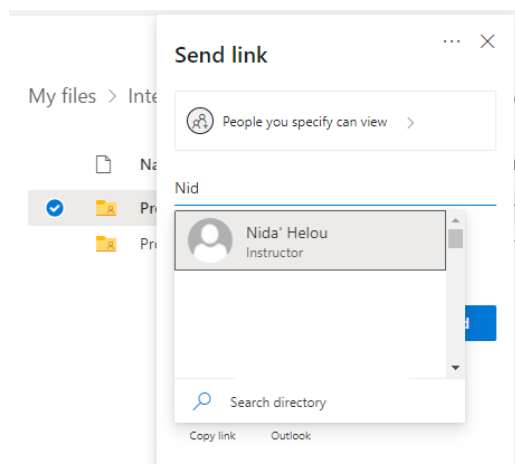 Send link
My files > Inte
People you specify can view
Na
Nid
Pr
Nida' Helou
Instructor
Pr
d
Search directory
Copy link Outlook